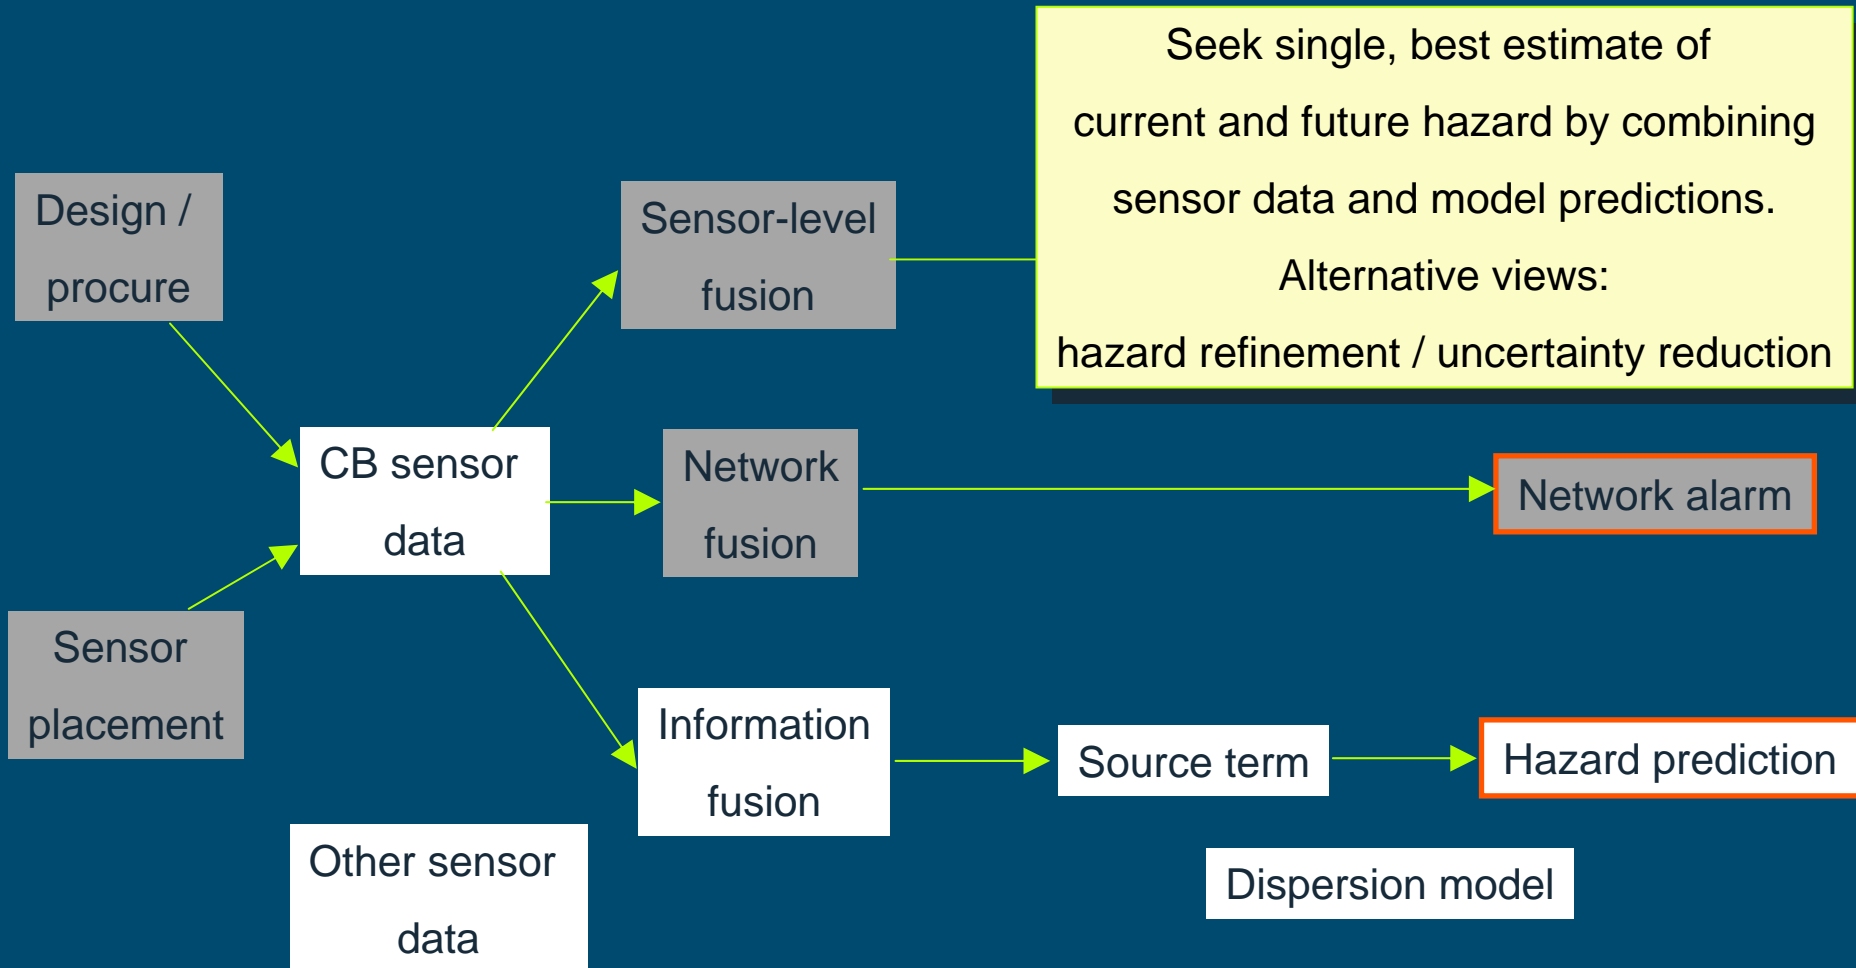 Seek single, best estimate of
current and future hazard by combining
sensor data and model predictions.
Alternative views:
hazard refinement / uncertainty reduction
Design /
procure
Sensor-level
fusion
CB sensor
data
Network
fusion
Network alarm
Sensor
placement
Information
fusion
Source term
Hazard prediction
Other sensor
data
Dispersion model